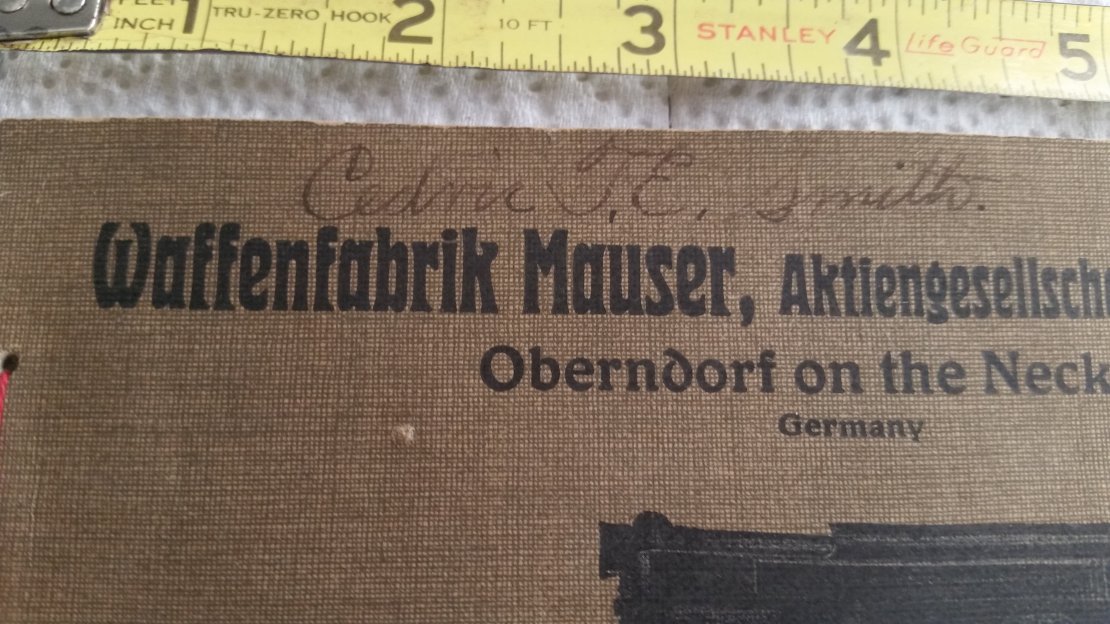 FEET INCH 1 TRU-ZERO HOOK 2 10 FT 3 STANLEY 4 LifeGuard 5
Cedric T.E. Smith.
Waffenfabrik Mauser, Aktiengesellsch
Oberndorf on the Neck
Germany